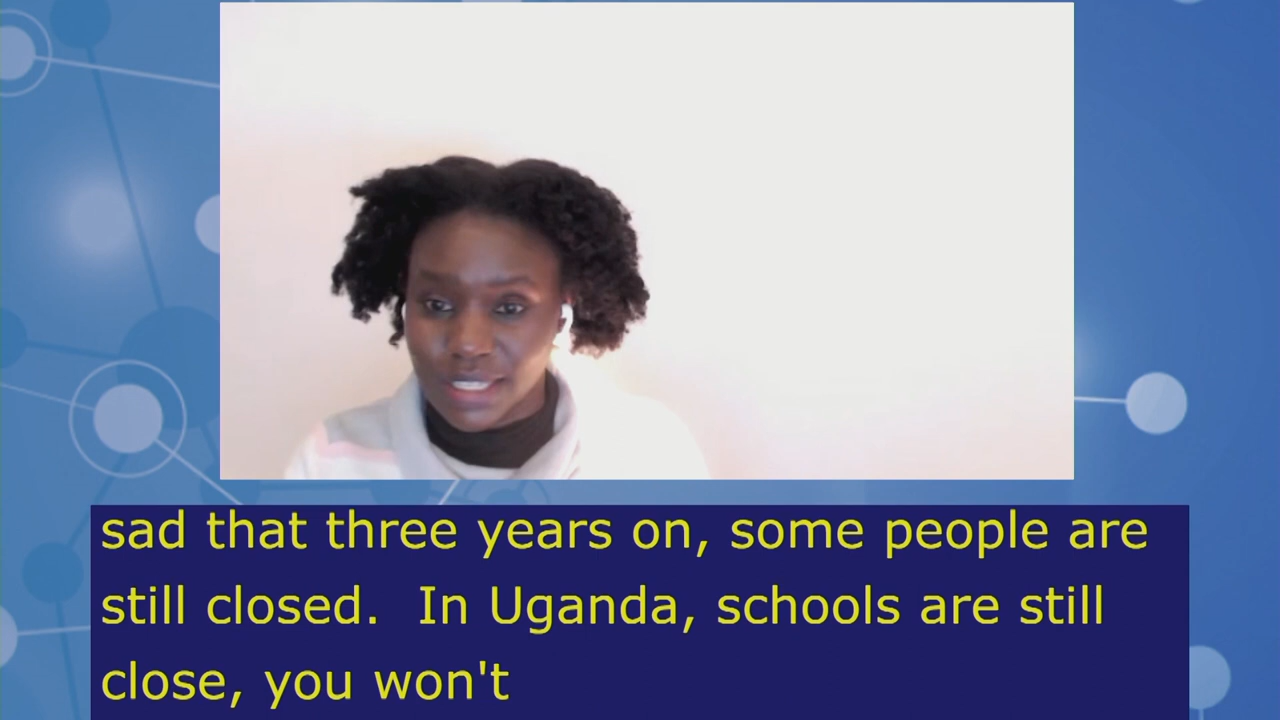 sad that three years on, some people are
still closed.  In Uganda, schools are still
close, you won't